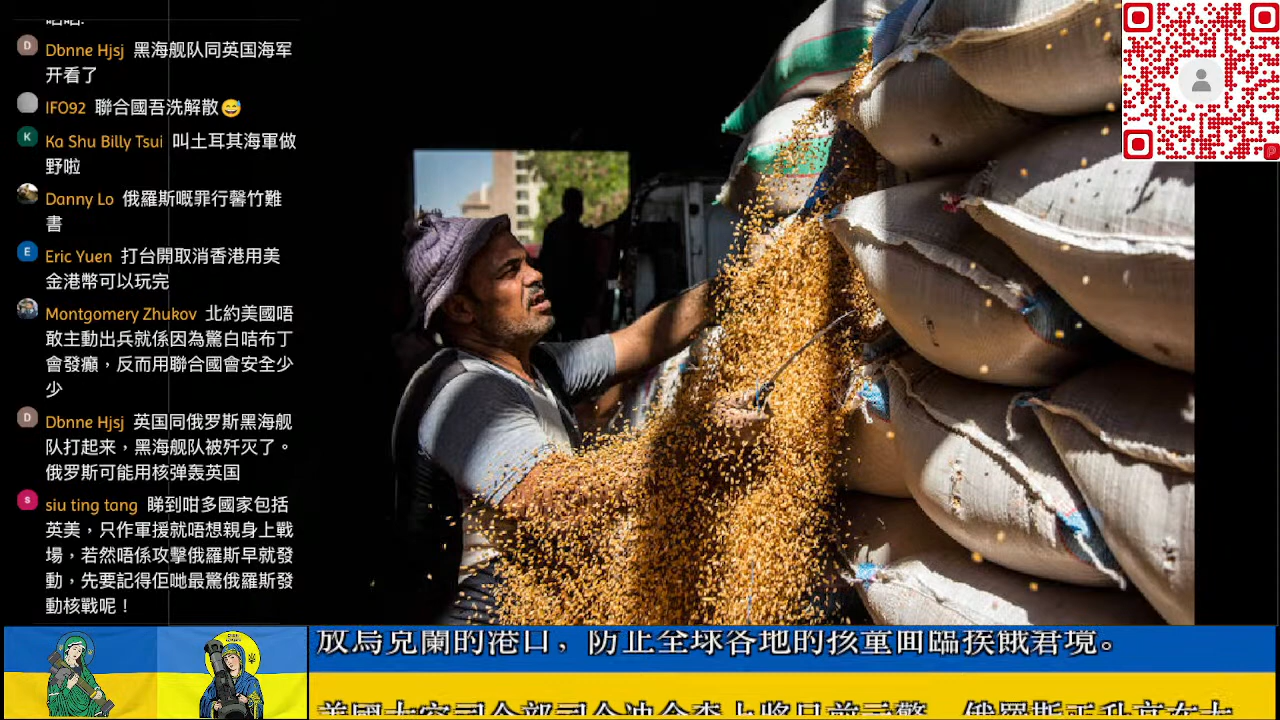 Dbnne Hjsj 黑海舰队同英国海军
开看了
IFO92 聯合國吾洗解散😅
Ka Shu Billy Tsui 叫土耳其海軍做
野啦
Danny Lo 俄羅斯嘅罪行馨竹難
書
Eric Yuen 打台開取消香港用美
金港幣可以玩完
Montgomery Zhukov 北約美國唔
敢主動出兵就係因為驚白咭布丁
會發癲，反而用聯合國會安全少
少
Dbnne Hjsj 英国同俄罗斯黑海舰
队打起来，黑海舰队被歼灭了。
俄罗斯可能用核弹轰英国
siu ting tang 睇到咁多國家包括
英美，只作軍援就唔想親身上戰
場，若然唔係攻擊俄羅斯早就發
動，先要記得佢哋最驚俄羅斯發
動核戰呢！
放烏克蘭的港口，防止全球各地的孩童面臨挨餓窘境。